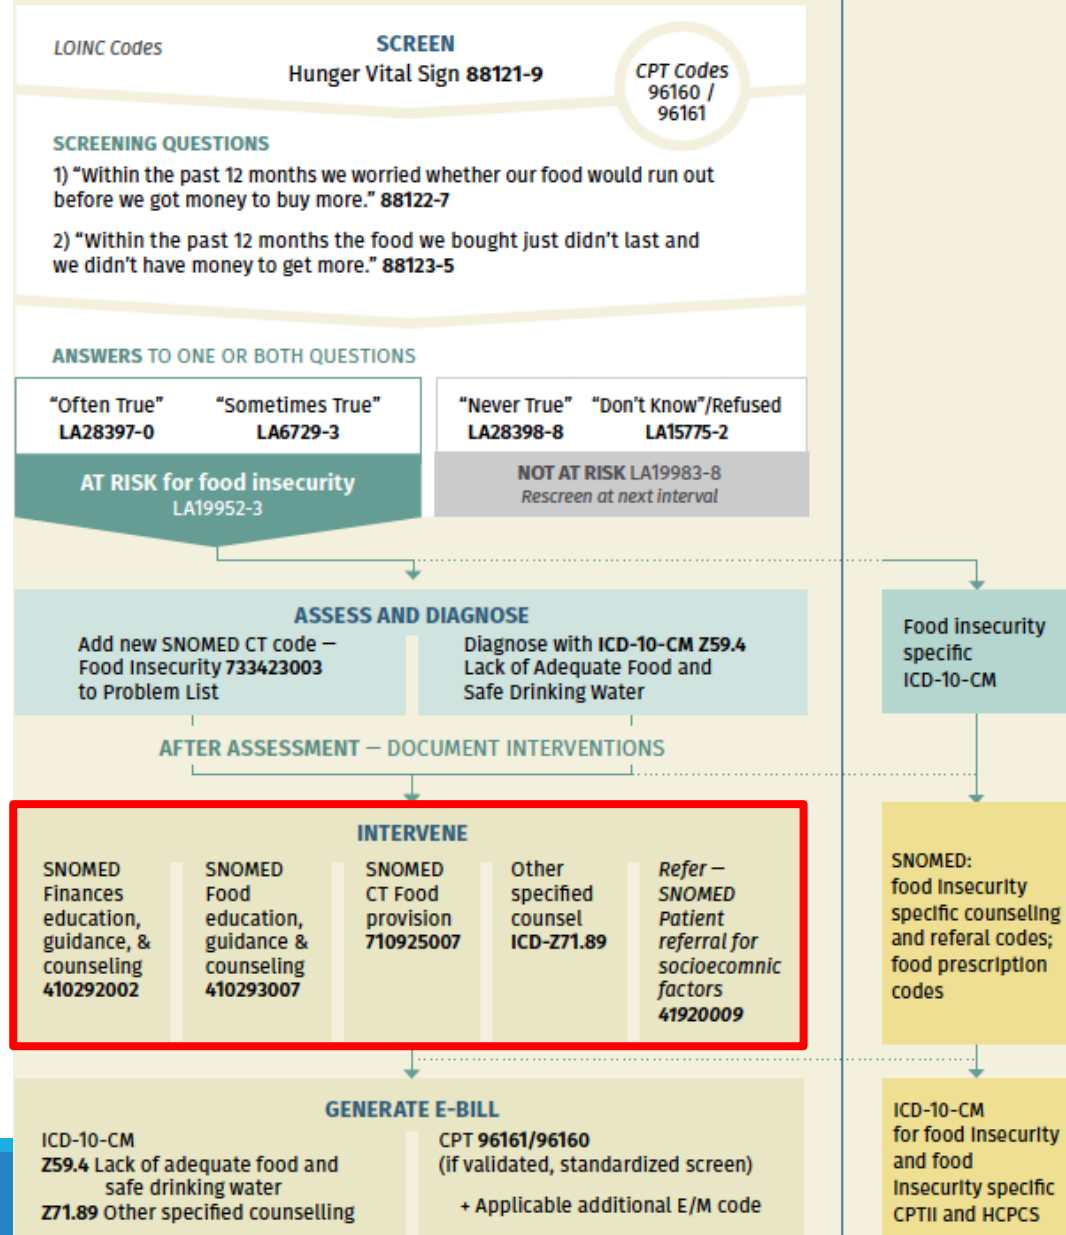 LOINC Codes
SCREEN
Hunger Vital Sign 88121-9
CPT Codes
96160 /
96161
SCREENING QUESTIONS
1) “Within the past 12 months we worried whether our food would run out
before we got money to buy more.” 88122-7
2) “Within the past 12 months the food we bought just didn’t last and
we didn’t have money to get more.” 88123-5
ANSWERS TO ONE OR BOTH QUESTIONS
“Often True”
LA28397-0
“Sometimes True”
LA6729-3
“Never True”
LA28398-8
“Don’t Know”/Refused
LA15775-2
AT RISK for food insecurity
LA19952-3
NOT AT RISK LA19983-8
Rescreen at next interval
ASSESS AND DIAGNOSE
Add new SNOMED CT code —
Food Insecurity 733423003
to Problem List
Diagnose with ICD-10-CM Z59.4
Lack of Adequate Food and
Safe Drinking Water
Food insecurity
specific
ICD-10-CM
AFTER ASSESSMENT — DOCUMENT INTERVENTIONS
INTERVENE
SNOMED
Finances
education,
guidance, &
counseling
410292002
SNOMED
Food
education,
guidance &
counseling
410293007
SNOMED
CT Food
provision
710925007
Other
specified
counsel
ICD-Z71.89
Refer —
SNOMED
Patient
referral for
socioecomnic
factors
41920009
SNOMED:
food insecurity
specific counseling
and referal codes;
food prescription
codes
GENERATE E-BILL
ICD-10-CM
Z59.4 Lack of adequate food and
safe drinking water
Z71.89 Other specified counselling
CPT 96161/96160
(if validated, standardized screen)
+ Applicable additional E/M code
ICD-10-CM
for food insecurity
and food
insecurity specific
CPTII and HCPCS